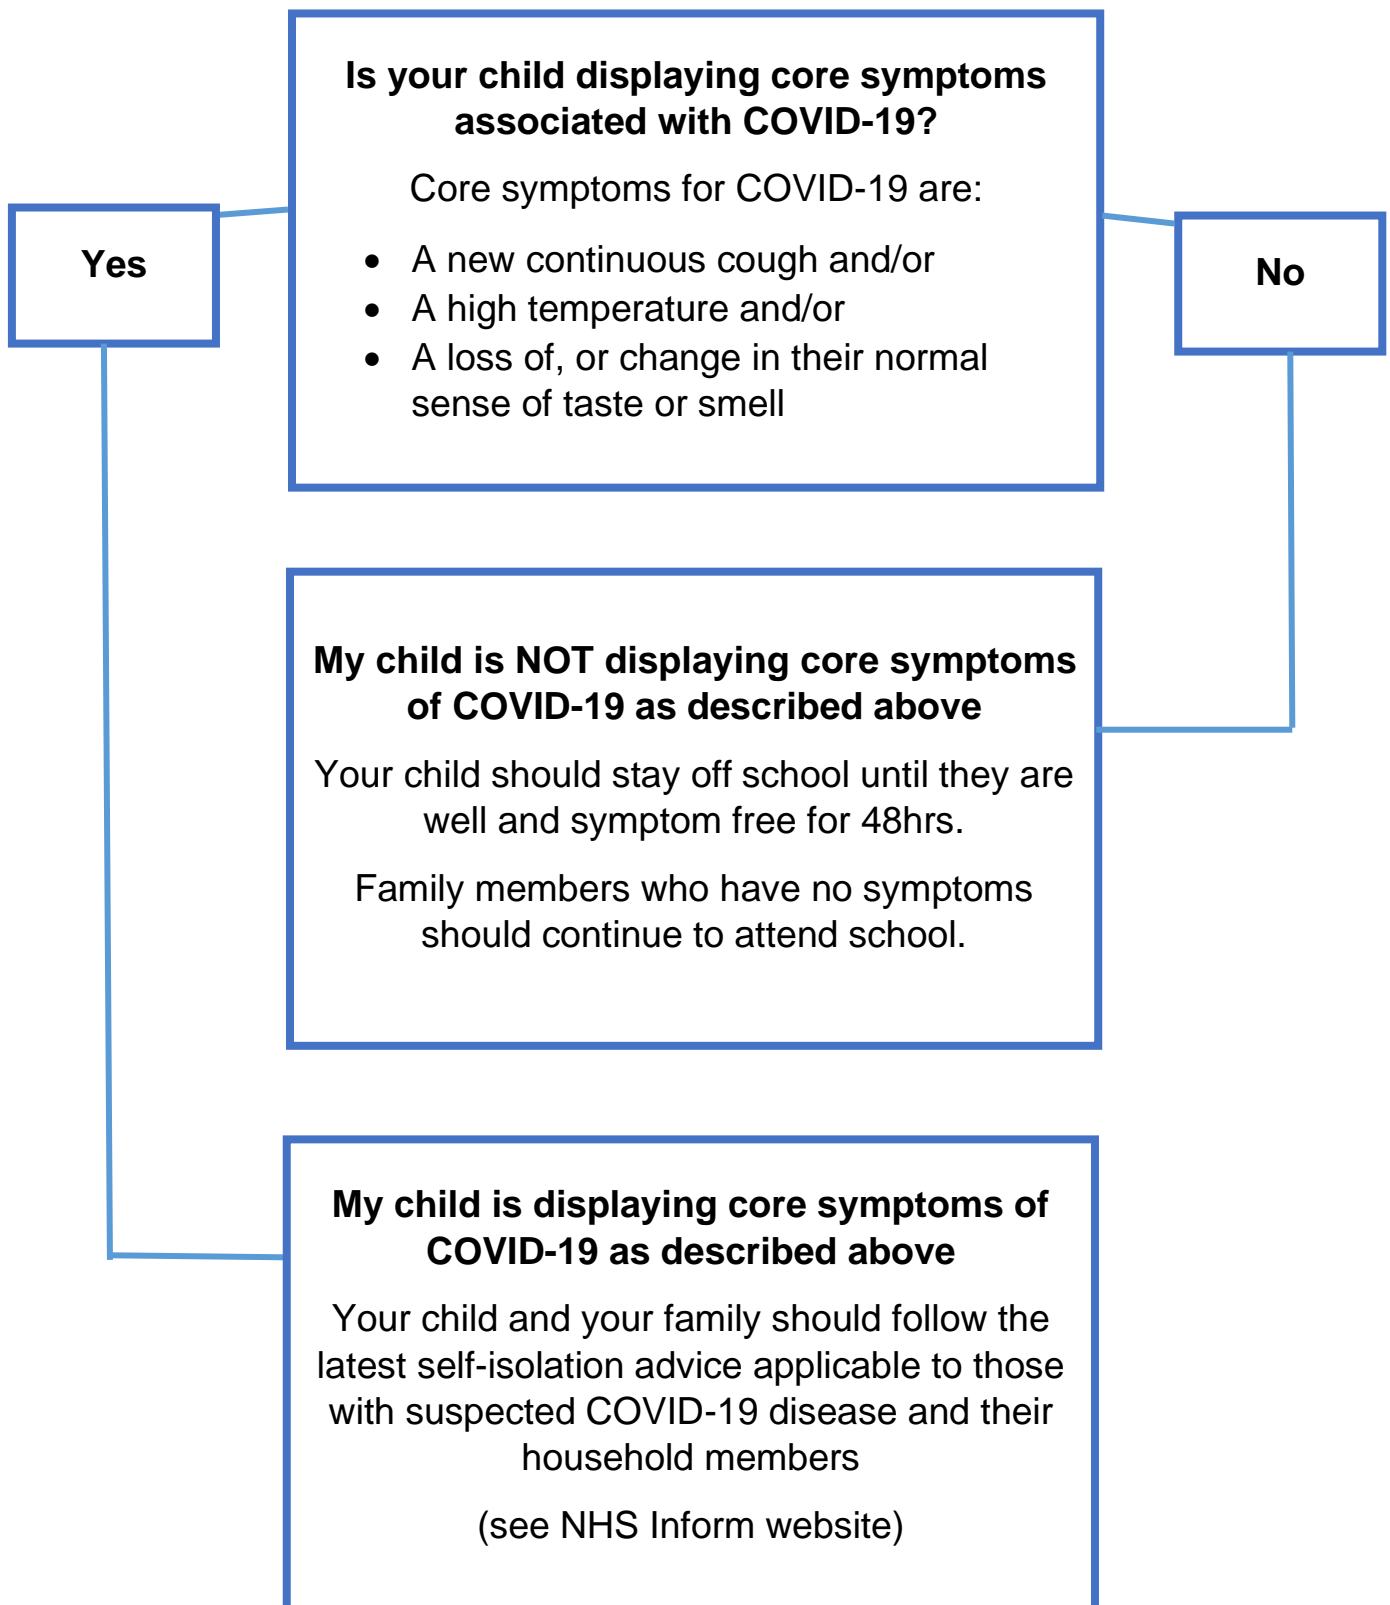 Is your child displaying core symptoms
associated with COVID-19?
Core symptoms for COVID-19 are:
• A new continuous cough and/or
• A high temperature and/or
• A loss of, or change in their normal
sense of taste or smell
Yes
No
My child is NOT displaying core symptoms
of COVID-19 as described above
Your child should stay off school until they are
well and symptom free for 48hrs.
Family members who have no symptoms
should continue to attend school.
My child is displaying core symptoms of
COVID-19 as described above
Your child and your family should follow the
latest self-isolation advice applicable to those
with suspected COVID-19 disease and their
household members
(see NHS Inform website)